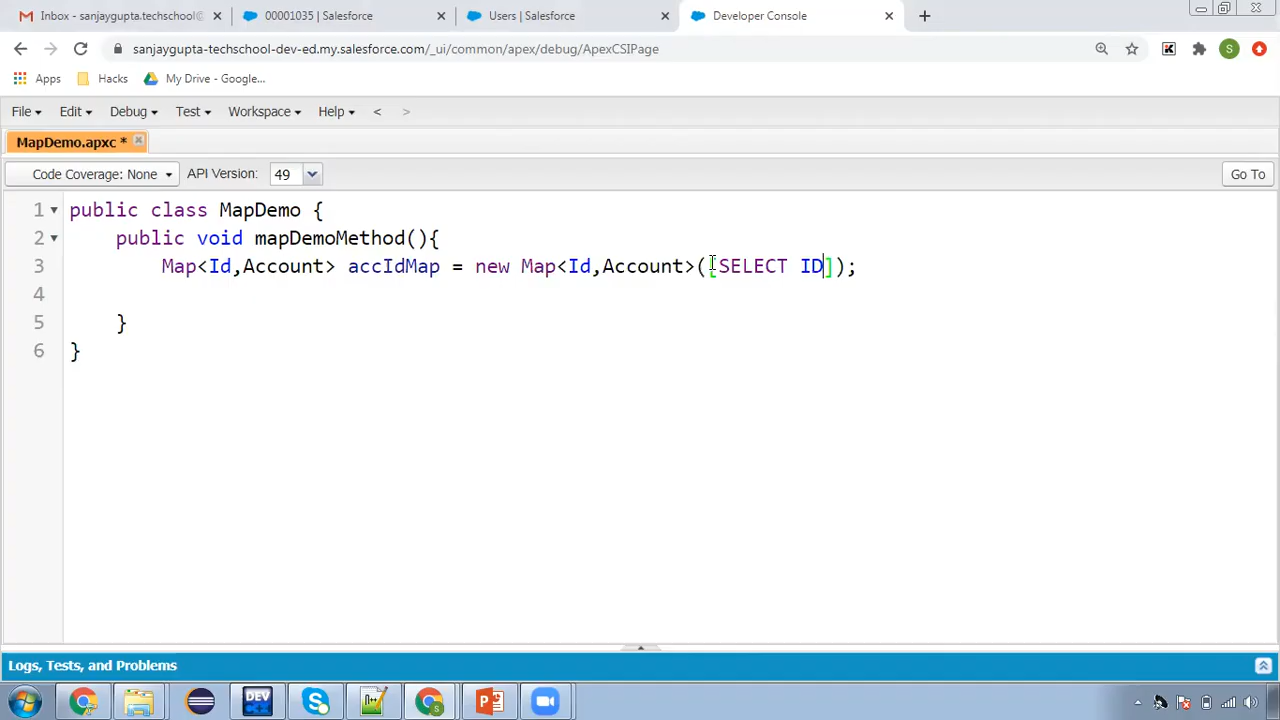 Inbox - sanjaygupta.techschool@
00001035 | Salesforce
Users | Salesforce
Developer Console
sanjaygupta-techschool-dev-ed.my.salesforce.com/_ui/common/apex/debug/ApexCSIPage
S
Apps
Hacks
My Drive - Google...
File
Edit
Debug
Test
Workspace
Help
<
>
MapDemo.apxc *
Code Coverage: None
API Version:
49
Go To
1 public class MapDemo {
2 public void mapDemoMethod(){
3 Map<Id,Account> accIdMap = new Map<Id,Account>([SELECT ID]);
4
5 }
6 }
Logs, Tests, and Problems
DEV
C++